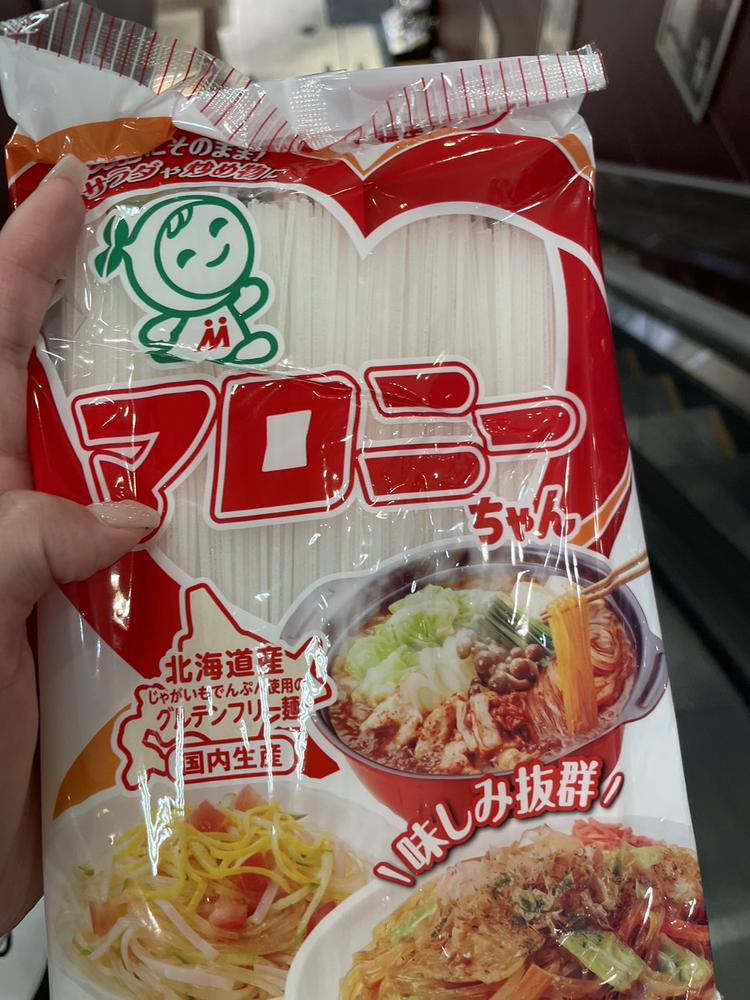 にそのまま!
サラダや炒め物に
M
マロニー
ちゃん
北海道産
じゃがいもでんぷん使用の
グルテンフリー麺
国内生産
味しみ抜群